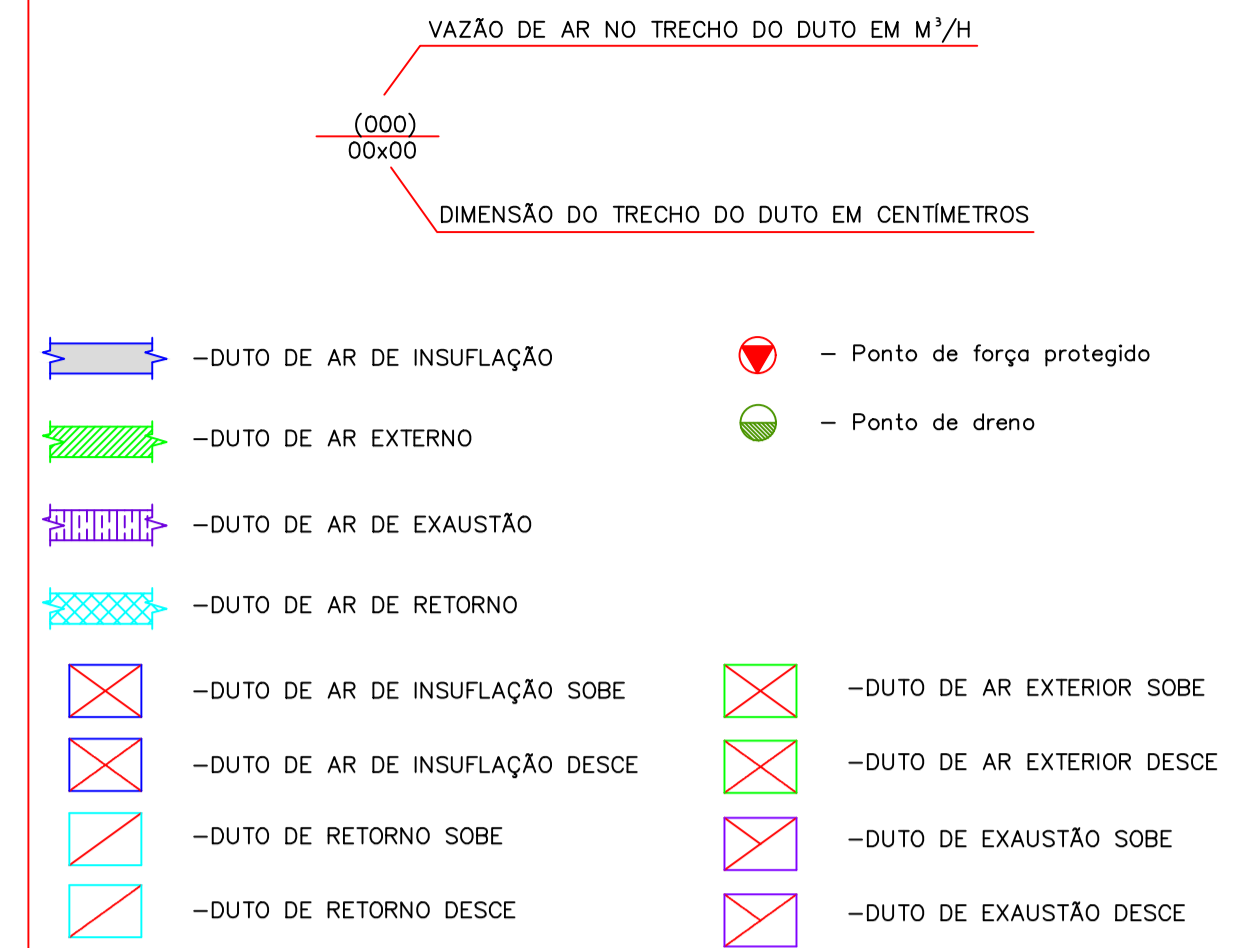 VAZÃO DE AR NO TRECHO DO DUTO EM M³/H
(000)
00x00
DIMENSÃO DO TRECHO DO DUTO EM CENTÍMETROS
-DUTO DE AR DE INSUFLAÇÃO
-DUTO DE AR EXTERNO
-DUTO DE AR DE EXAUSTÃO
-DUTO DE AR DE RETORNO
-DUTO DE AR DE INSUFLAÇÃO SOBE
-DUTO DE AR DE INSUFLAÇÃO DESCE
-DUTO DE RETORNO SOBE
-DUTO DE RETORNO DESCE
- Ponto de força protegido
- Ponto de dreno
-DUTO DE AR EXTERIOR SOBE
-DUTO DE AR EXTERIOR DESCE
-DUTO DE EXAUSTÃO SOBE
-DUTO DE EXAUSTÃO DESCE